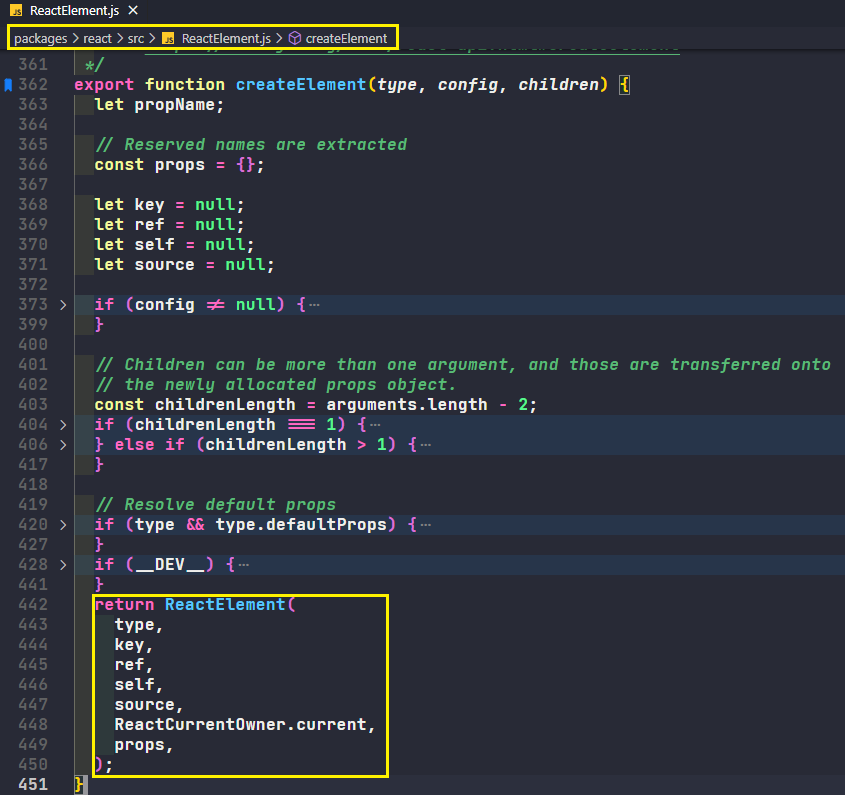 JS ReactElement.js ×
packages > react > src > JS ReactElement.js > createElement
361 */
362 export function createElement(type, config, children) {
363 let propName;
364
365 // Reserved names are extracted
366 const props = {};
367
368 let key = null;
369 let ref = null;
370 let self = null;
371 let source = null;
372
373 > if (config != null) {···
399 }
400
401 // Children can be more than one argument, and those are transferred onto
402 // the newly allocated props object.
403 const childrenLength = arguments.length - 2;
404 > if (childrenLength === 1) {···
406 > } else if (childrenLength > 1) {···
417 }
418
419 // Resolve default props
420 > if (type && type.defaultProps) {···
427 }
428 > if (__DEV__) {···
441 }
442 return ReactElement(
443 type,
444 key,
445 ref,
446 self,
447 source,
448 ReactCurrentOwner.current,
449 props,
450 );
451 }